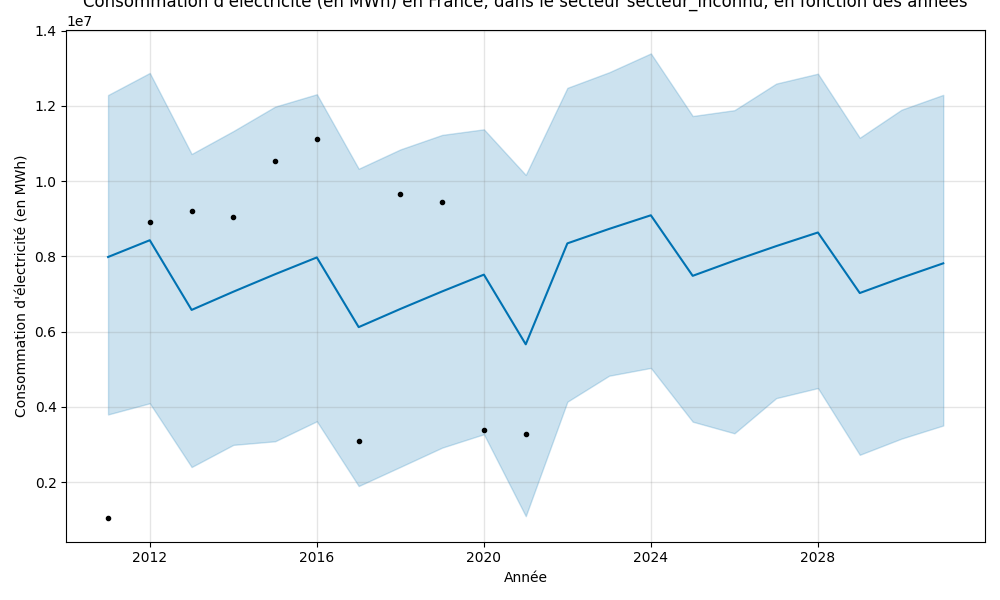 Consommation d'électricité (en MWh) en France, dans le secteur secteur_inconnu, en fonction des années
1e7
1.4
1.2
1.0
0.8
0.6
0.4
0.2
Consommation d'électricité (en MWh)
2012 2016 2020 2024 2028
Année